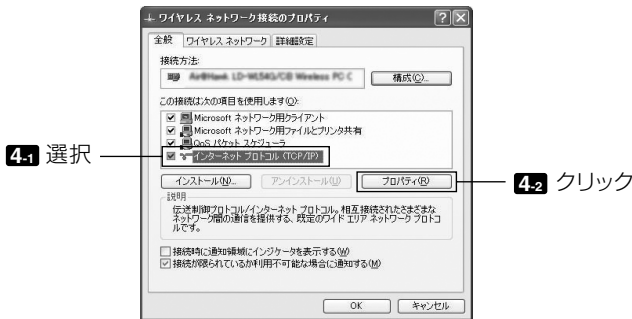 ワイヤレス ネットワーク接続のプロパティ
全般 ワイヤレス ネットワーク 詳細設定
接続方法:
LD-WL54G/CB Wireless PC C
構成(C)...
この接続は次の項目を使用します(O):
Microsoft ネットワーク用クライアント
Microsoft ネットワーク用ファイルとプリンタ共有
QoS パケット スケジューラ
4-1 選択
インターネット プロトコル (TCP/IP)
インストール(N)... アンインストール(U) プロパティ(R)
4-2 クリック
説明
伝送制御プロトコル/インターネット プロトコル。相互接続されたさまざまな
ネットワーク間の通信を提供する、既定のワイド エリア ネットワーク プロトコ
ルです。
接続時に通知領域にインジケータを表示する(W)
接続が限られているか利用不可能な場合に通知する(M)
OK キャンセル